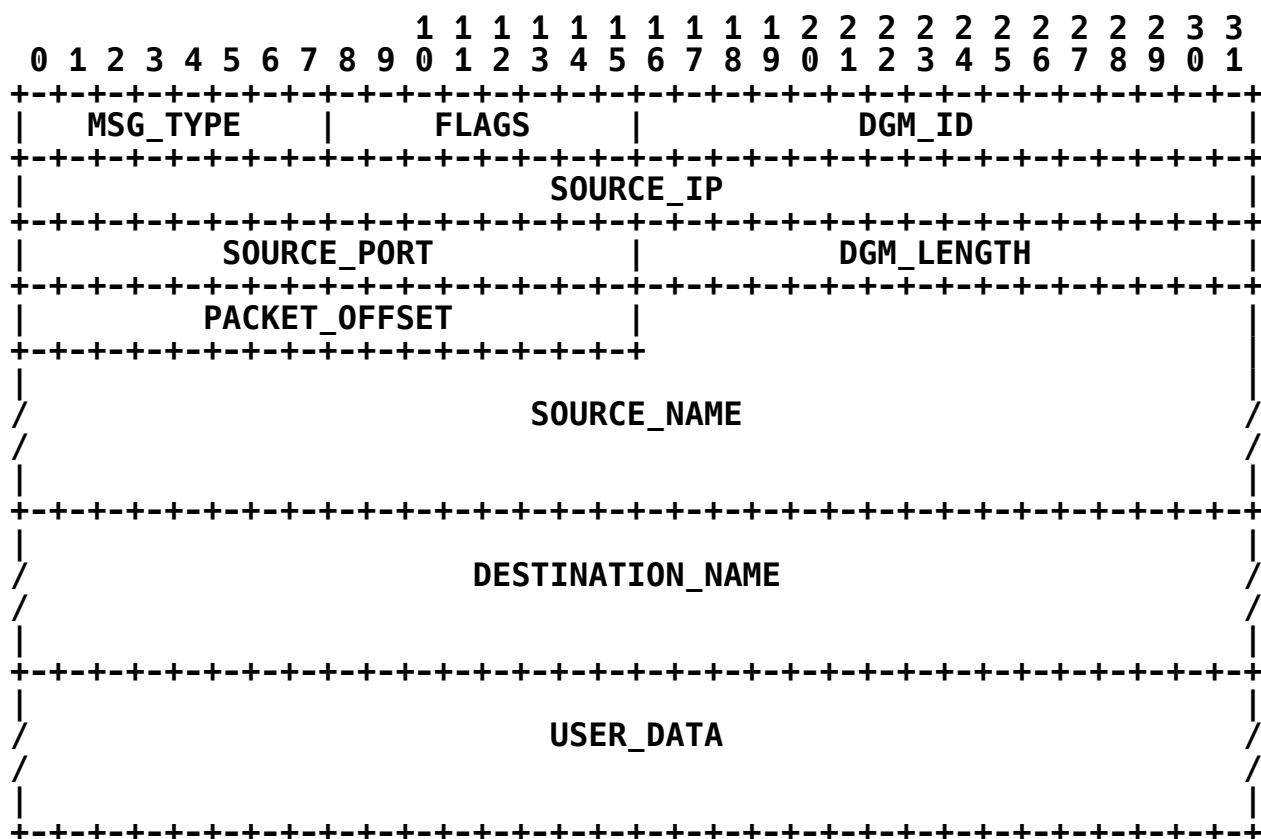 1 1 1 1 1 1 1 1 1 1 2 2 2 2 2 2 2 2 2 2 3 3
 0 1 2 3 4 5 6 7 8 9 0 1 2 3 4 5 6 7 8 9 0 1 2 3 4 5 6 7 8 9 0 1
+-+-+-+-+-+-+-+-+-+-+-+-+-+-+-+-+-+-+-+-+-+-+-+-+-+-+-+-+-+-+-+-+
|   MSG_TYPE    |     FLAGS     |           DGM_ID              |
+-+-+-+-+-+-+-+-+-+-+-+-+-+-+-+-+-+-+-+-+-+-+-+-+-+-+-+-+-+-+-+-+
|                           SOURCE_IP                           |
+-+-+-+-+-+-+-+-+-+-+-+-+-+-+-+-+-+-+-+-+-+-+-+-+-+-+-+-+-+-+-+-+
|          SOURCE_PORT          |          DGM_LENGTH           |
+-+-+-+-+-+-+-+-+-+-+-+-+-+-+-+-+-+-+-+-+-+-+-+-+-+-+-+-+-+-+-+-+
|         PACKET_OFFSET         |                               |
+-+-+-+-+-+-+-+-+-+-+-+-+-+-+-+-+                               |
|                                                               |
/                          SOURCE_NAME                          /
/                                                               /
|                                                               |
+-+-+-+-+-+-+-+-+-+-+-+-+-+-+-+-+-+-+-+-+-+-+-+-+-+-+-+-+-+-+-+-+
|                                                               |
/                       DESTINATION_NAME                        /
/                                                               /
|                                                               |
+-+-+-+-+-+-+-+-+-+-+-+-+-+-+-+-+-+-+-+-+-+-+-+-+-+-+-+-+-+-+-+-+
|                                                               |
/                           USER_DATA                           /
/                                                               /
|                                                               |
+-+-+-+-+-+-+-+-+-+-+-+-+-+-+-+-+-+-+-+-+-+-+-+-+-+-+-+-+-+-+-+-+